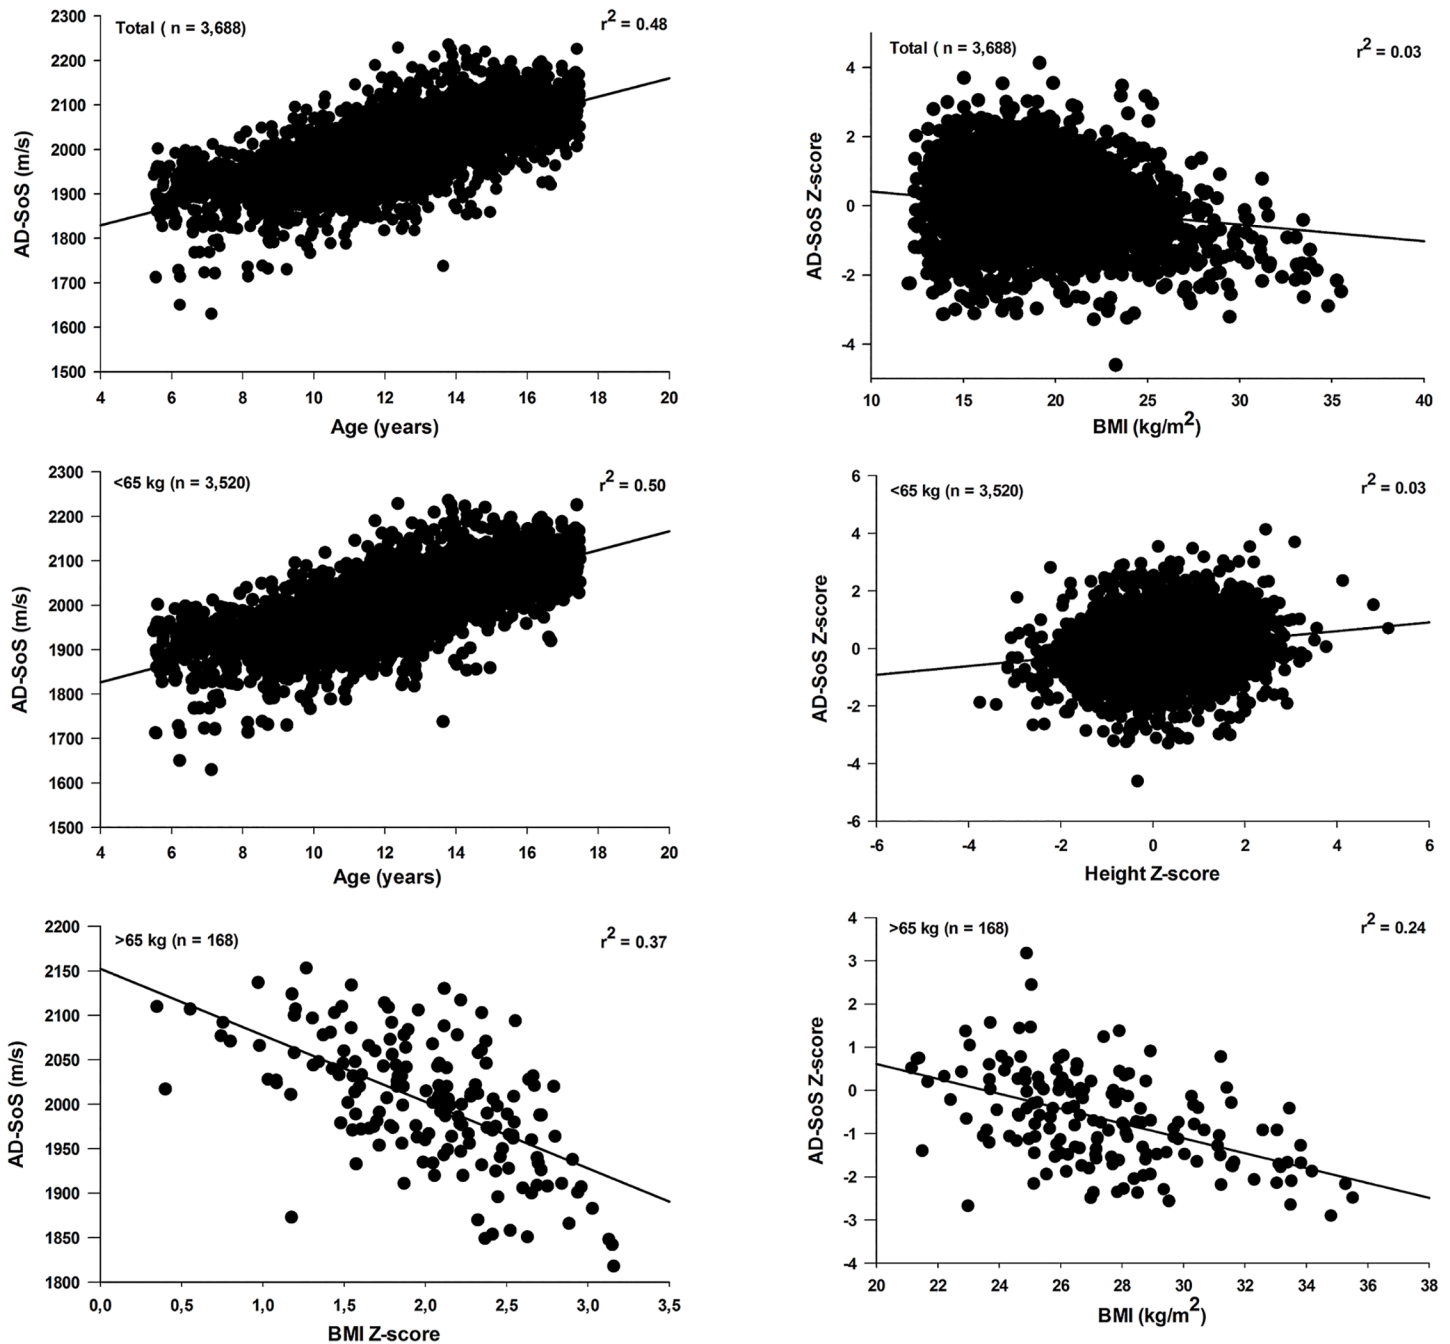 Total ( n = 3,688)
r2 = 0.48
2300
2200
2100
2000
1900
1800
1700
1600
1500
AD-SoS (m/s)
4 6 8 10 12 14 16 18 20
Age (years)
Total ( n = 3,688)
r2 = 0.03
4
2
0
-2
-4
AD-SoS Z-score
10 15 20 25 30 35 40
BMI (kg/m2)
<65 kg (n = 3,520)
r2 = 0.50
2300
2200
2100
2000
1900
1800
1700
1600
1500
AD-SoS (m/s)
4 6 8 10 12 14 16 18 20
Age (years)
<65 kg (n = 3,520)
r2 = 0.03
6
4
2
0
-2
-4
-6
AD-SoS Z-score
-6 -4 -2 0 2 4 6
Height Z-score
>65 kg (n = 168)
r2 = 0.37
2200
2150
2100
2050
2000
1950
1900
1850
1800
AD-SoS (m/s)
0,0 0,5 1,0 1,5 2,0 2,5 3,0 3,5
BMI Z-score
>65 kg (n = 168)
r2 = 0.24
4
3
2
1
0
-1
-2
-3
-4
AD-SoS Z-score
20 22 24 26 28 30 32 34 36 38
BMI (kg/m2)